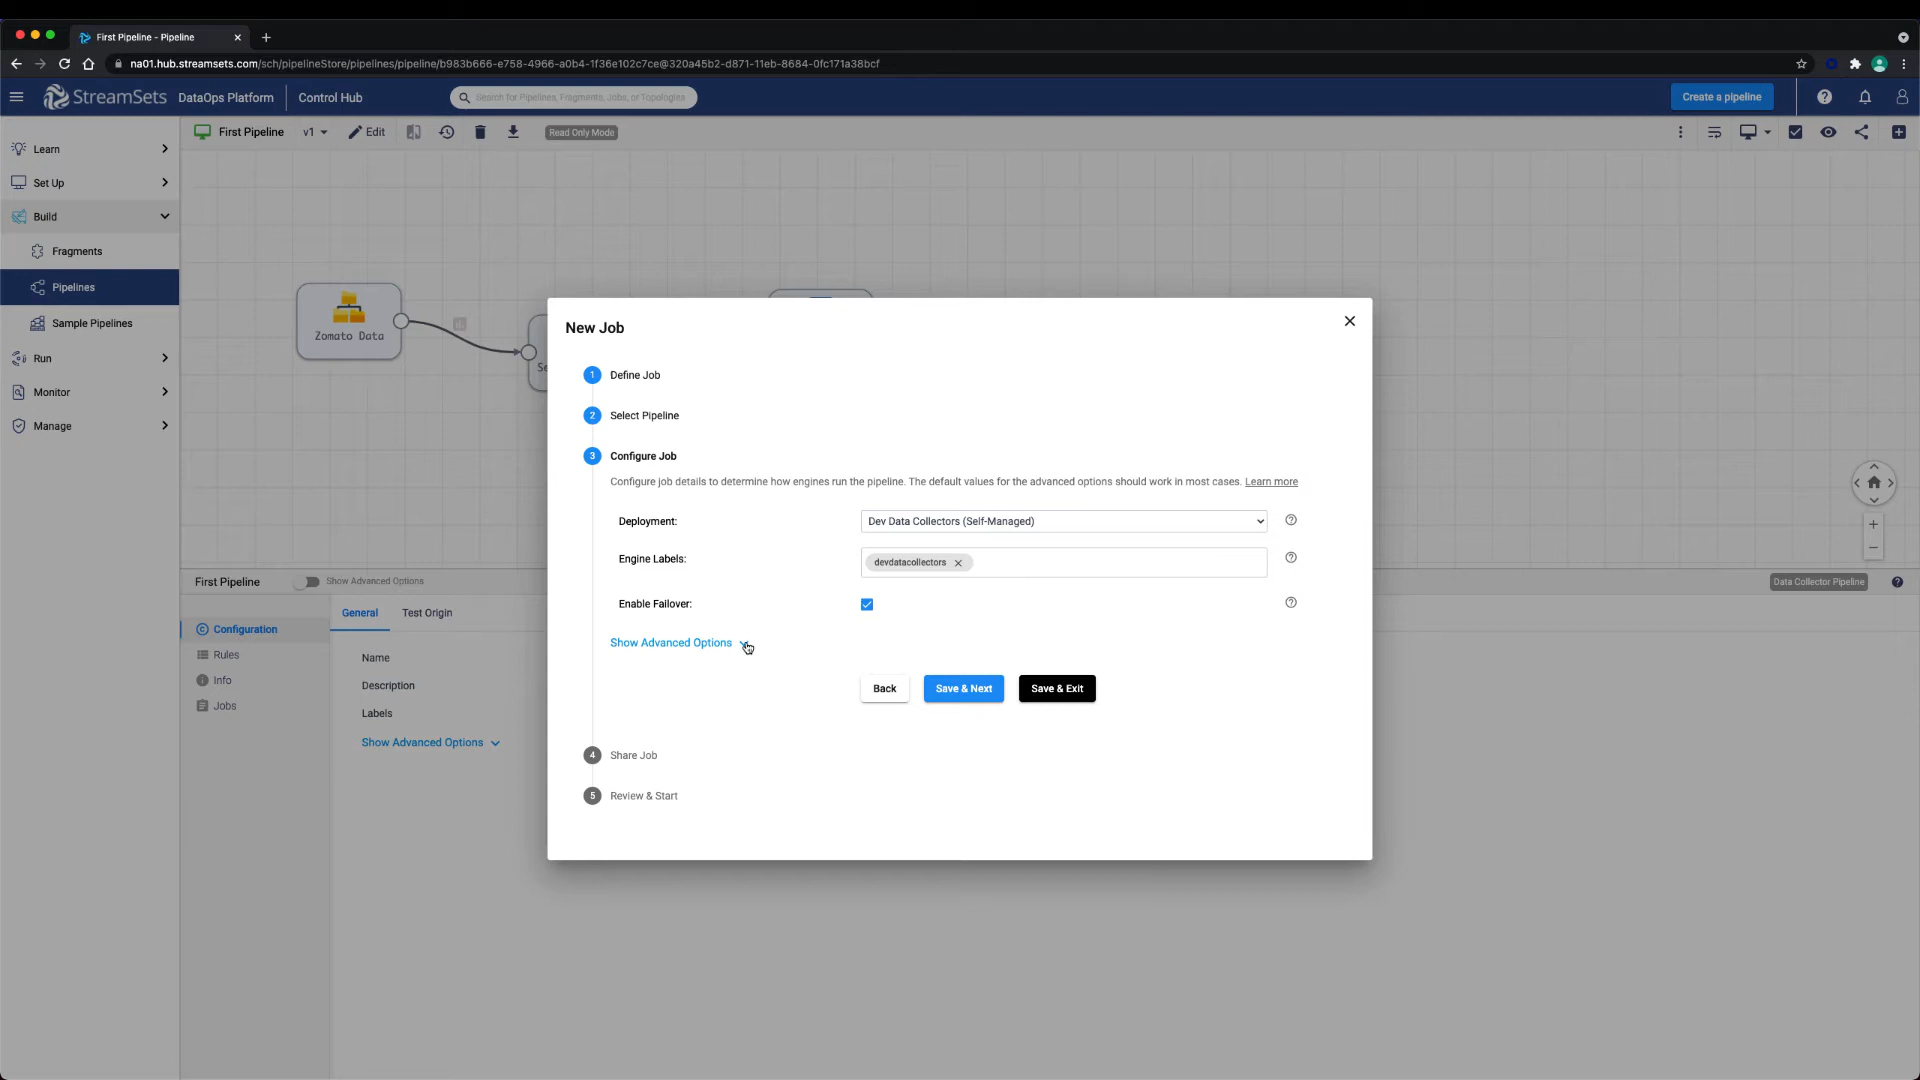 First Pipeline - Pipeline
na01.hub.streamsets.com/sch/pipelineStore/pipelines/pipeline/b983b666-e758-4966-a0b4-1f36e102c7ce@320a45b2-d871-11eb-8684-0fc171a38bcf
StreamSets DataOps Platform Control Hub
Search for Pipelines, Fragments, Jobs, or Topologies
Create a pipeline
First Pipeline v1 Edit Read Only Mode
Learn
Set Up
Build
Fragments
Pipelines
Sample Pipelines
Run
Monitor
Manage
Zomato Data
Se
New Job
1 Define Job
2 Select Pipeline
3 Configure Job
Configure job details to determine how engines run the pipeline. The default values for the advanced options should work in most cases. Learn more
Deployment: Dev Data Collectors (Self-Managed)
Engine Labels: devdatacollectors
Enable Failover:
Show Advanced Options
Back Save & Next Save & Exit
4 Share Job
5 Review & Start
First Pipeline Show Advanced Options
Data Collector Pipeline
Configuration
Rules
Info
Jobs
General Test Origin
Name
Description
Labels
Show Advanced Options